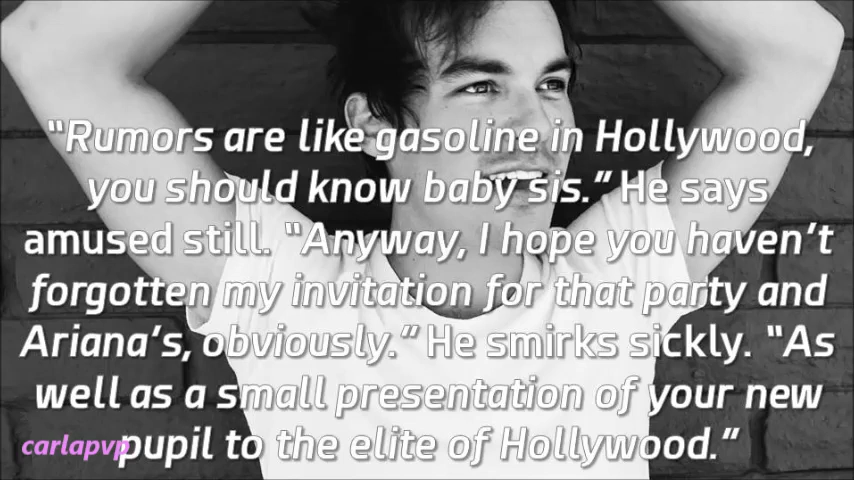 “Rumors are like gasoline in Hollywood,
you should know baby sis.” He says
amused still. “Anyway, I hope you haven’t
forgotten my invitation for that party and
Ariana’s, obviously.” He smirks sickly. “As
well as a small presentation of your new
pupil to the elite of Hollywood.”
carlapvp